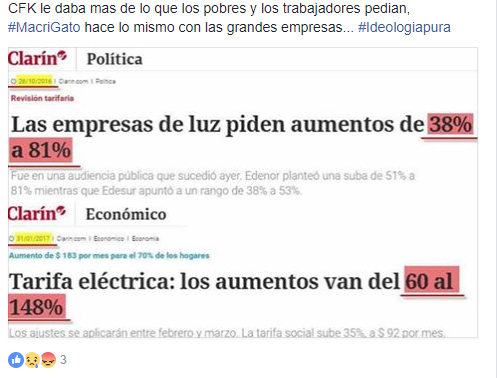 CFK le daba mas de lo que los pobres y los trabajadores pedian,
#MacriGato hace lo mismo con las grandes empresas... #Ideologiapura
Clarín Política
28/10/2016 Clarin.com Política
Revisión tarifaria
Las empresas de luz piden aumentos de 38%
a 81%
Fue en una audiencia pública que sucedió ayer. Edenor planteó una suba de 51% a
81% mientras que Edesur apuntó a un rango de 38% a 53%.
Clarín Económico
31/01/2017 Clarin.com Económico Economía
Aumento de $ 183 por mes para el 70% de los hogares
Tarifa eléctrica: los aumentos van del 60 al
148%
Los ajustes se aplicarán entre febrero y marzo. La tarifa social sube 35%, a $ 92 por mes.
3